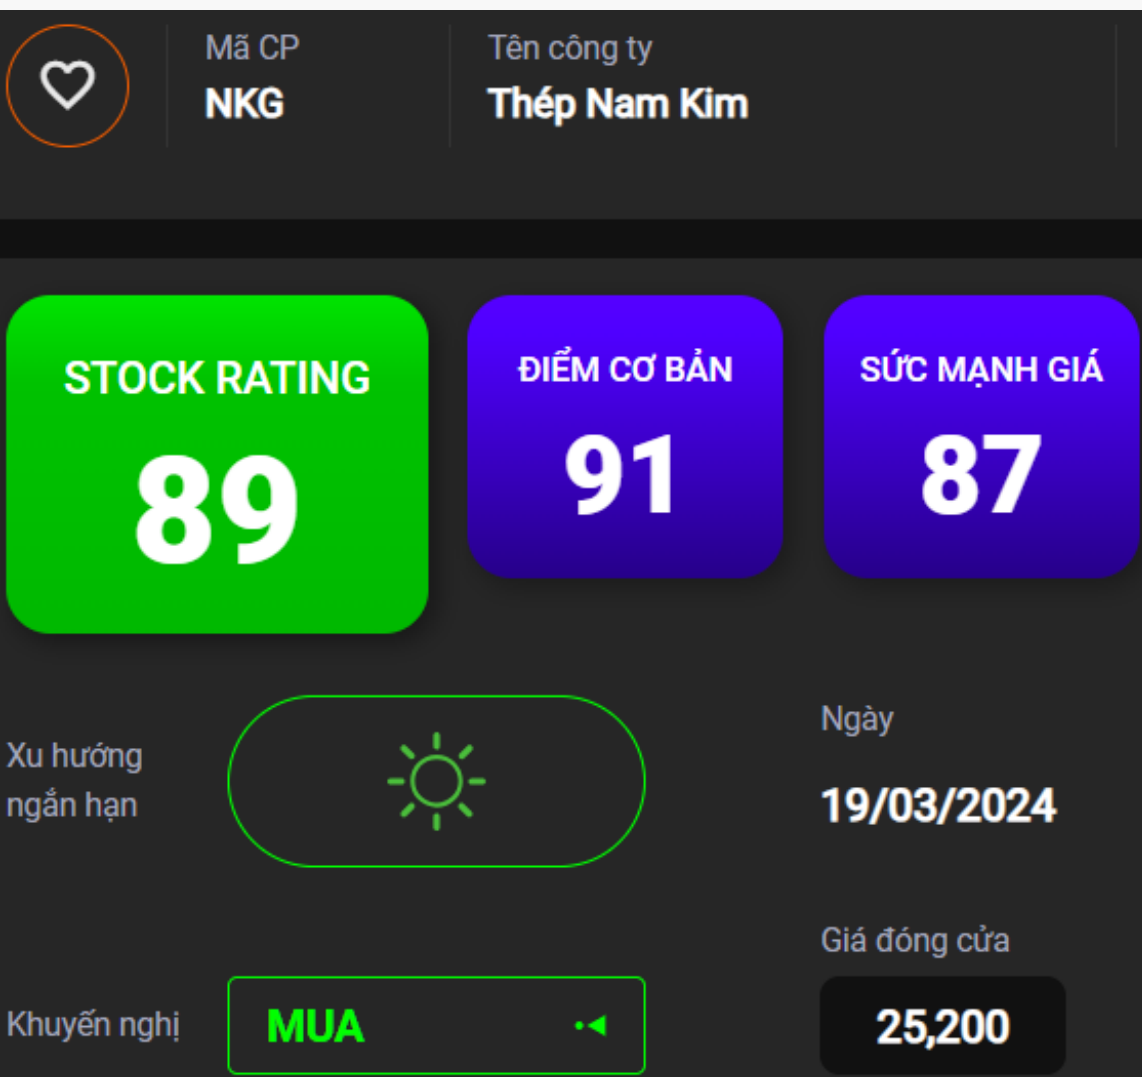 Mã CP
NKG
Tên công ty
Thép Nam Kim
STOCK RATING
89
ĐIỂM CƠ BẢN
91
SỨC MẠNH GIÁ
87
Xu hướng
ngắn hạn
Ngày
19/03/2024
Khuyến nghị
MUA
Giá đóng cửa
25,200